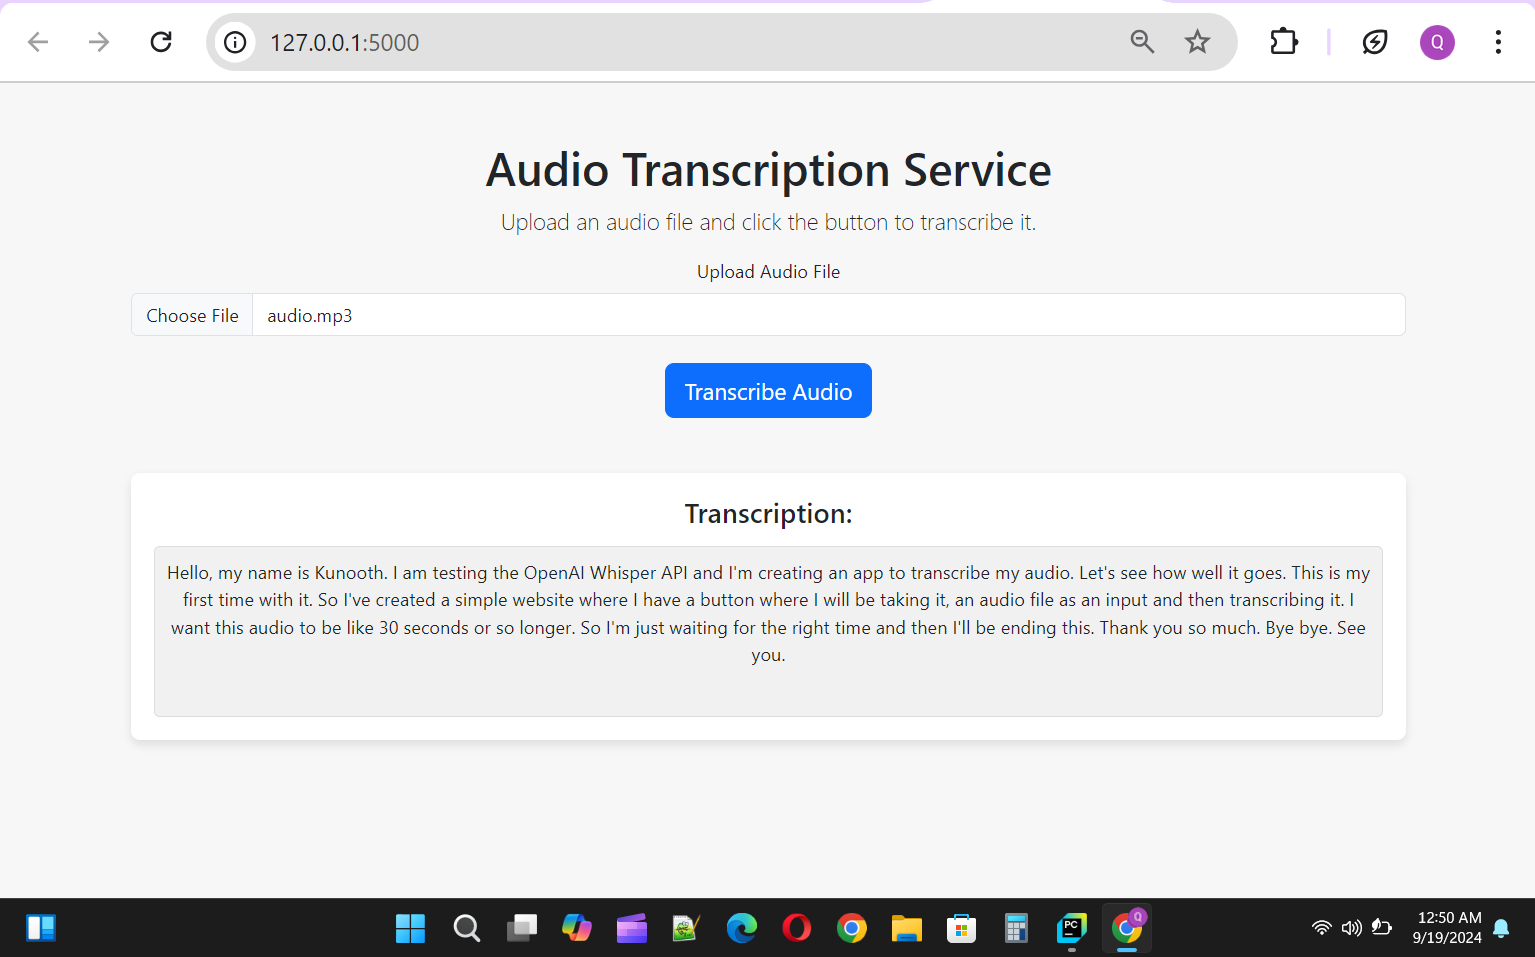 127.0.0.1:5000
Q
Audio Transcription Service
Upload an audio file and click the button to transcribe it.
Upload Audio File
Choose File audio.mp3
Transcribe Audio
Transcription:
Hello, my name is Kunooth. I am testing the OpenAI Whisper API and I'm creating an app to transcribe my audio. Let's see how well it goes. This is my
first time with it. So I've created a simple website where I have a button where I will be taking it, an audio file as an input and then transcribing it. I
want this audio to be like 30 seconds or so longer. So I'm just waiting for the right time and then I'll be ending this. Thank you so much. Bye bye. See
you.
PC
Q
12:50 AM
9/19/2024